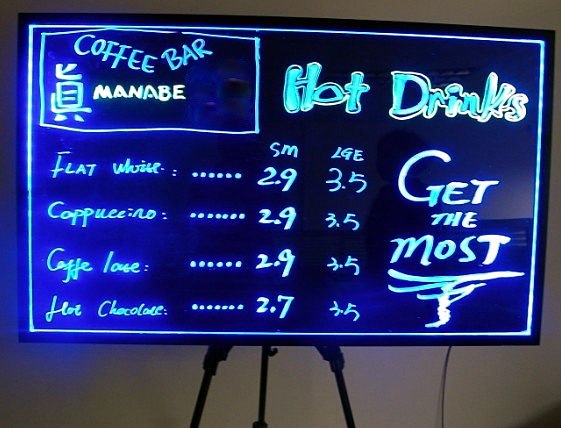 COFFEE BAR
眞 MANABE
Hot Drinks
SM LGE
FLAT White: ...... 2.9 3.5
Cappuccino: ...... 2.9 3.5
Caffe late: ...... 2.9 3.5
Hot Chocolate: ....... 2.7 3.5
GET
THE
MOST